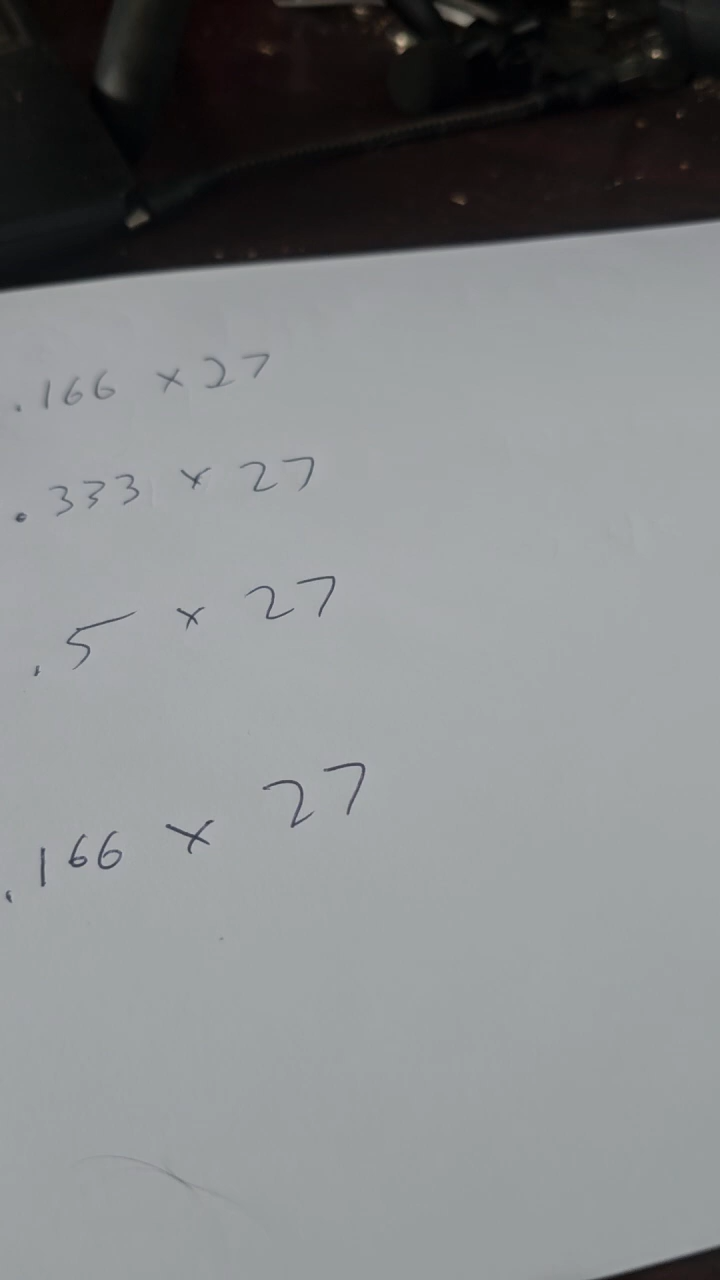 .166 × 27
.333 × 27
.5 × 27
.166 × 27